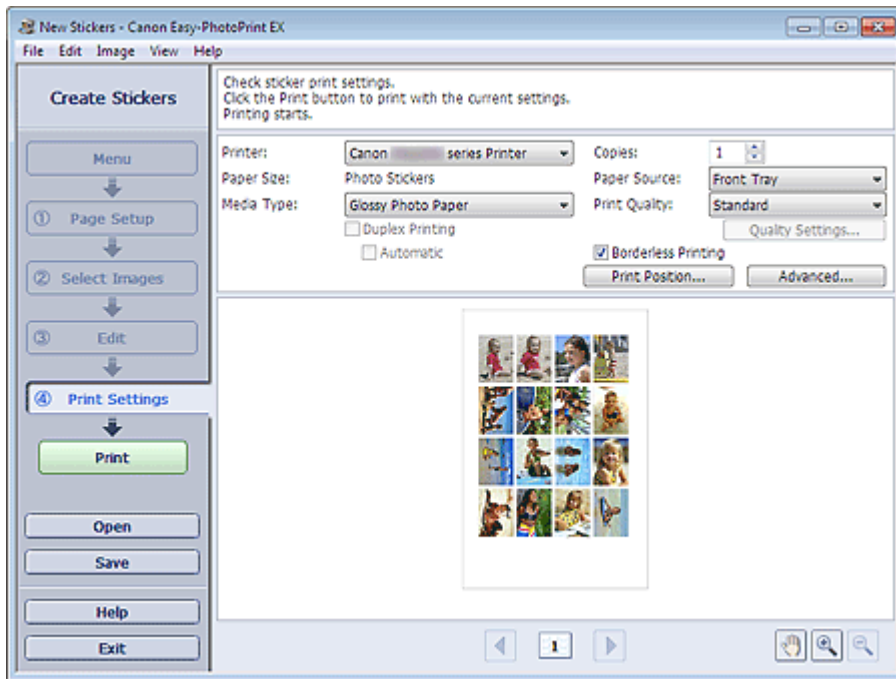 New Stickers - Canon Easy-PhotoPrint EX
File Edit Image View Help
Create Stickers
Menu
① Page Setup
② Select Images
③ Edit
④ Print Settings
Print
Open
Save
Help
Exit
Check sticker print settings.
Click the Print button to print with the current settings.
Printing starts.
Printer: Canon series Printer Copies: 1
Paper Size: Photo Stickers Paper Source: Front Tray
Media Type: Glossy Photo Paper Print Quality: Standard
Duplex Printing Quality Settings...
Automatic Borderless Printing
Print Position... Advanced...
1